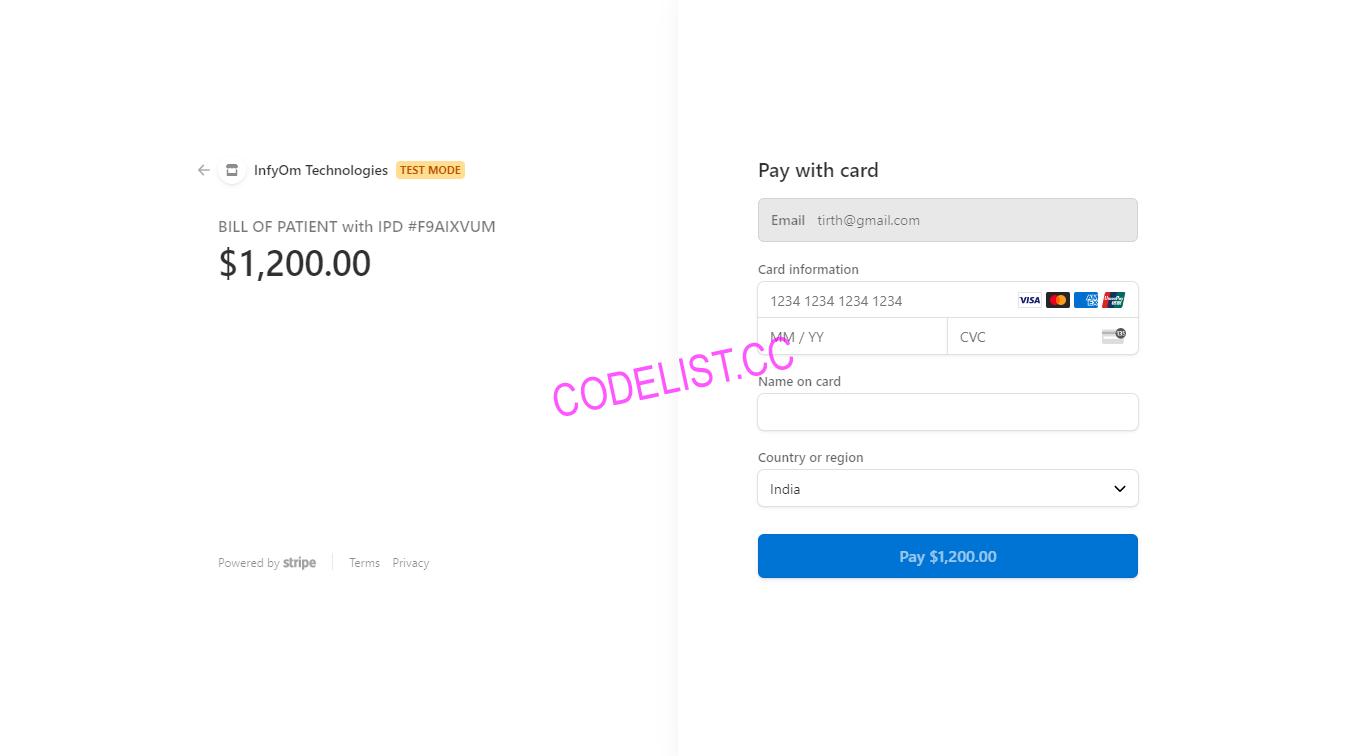 InfyOm Technologies TEST MODE
BILL OF PATIENT with IPD #F9AIXVUM
$1,200.00
Powered by stripe
Terms Privacy
Pay with card
Email tirth@gmail.com
Card information
1234 1234 1234 1234 VISA
MM / YY CVC
Name on card
Country or region
India
Pay $1,200.00
CODELIST.CC